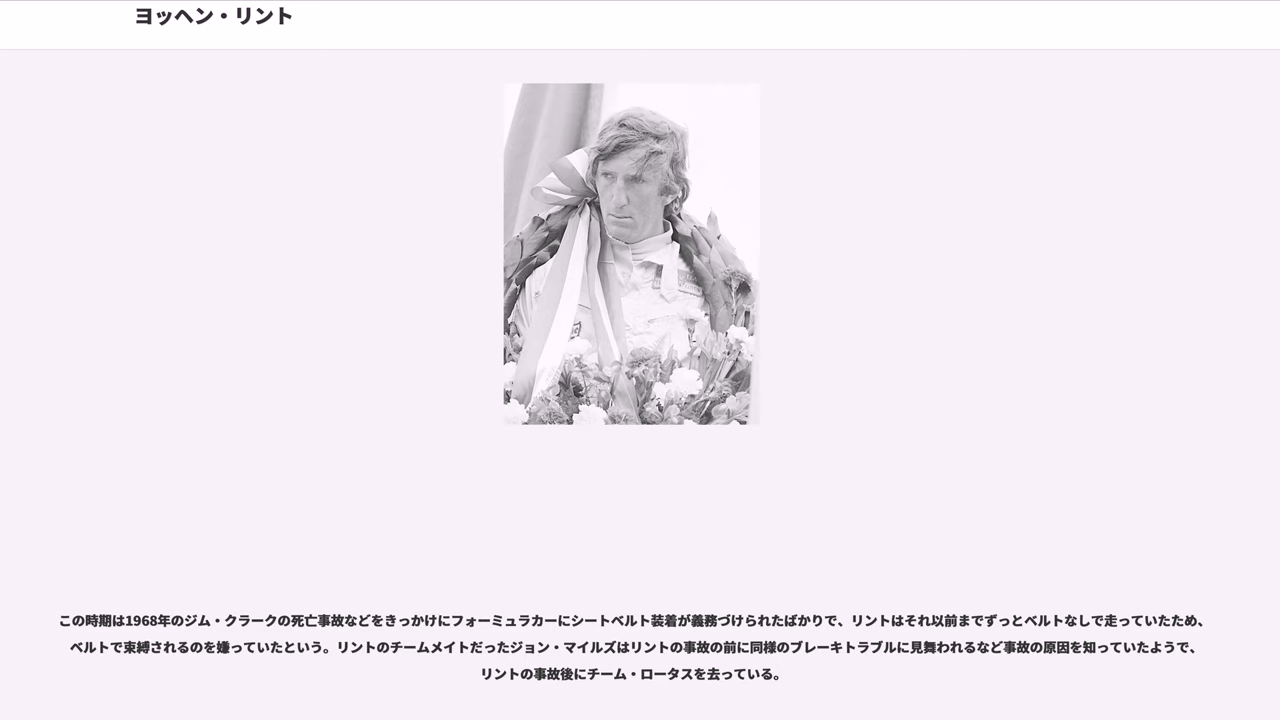 ヨッヘン・リント
この時期は1968年のジム・クラークの死亡事故などをきっかけにフォーミュラカーにシートベルト装着が義務づけられたばかりで、リントはそれ以前までずっとベルトなしで走っていたため、
ベルトで束縛されるのを嫌っていたという。リントのチームメイトだったジョン・マイルズはリントの事故の前に同様のブレーキトラブルに見舞われるなど事故の原因を知っていたようで、
リントの事故後にチーム・ロータスを去っている。